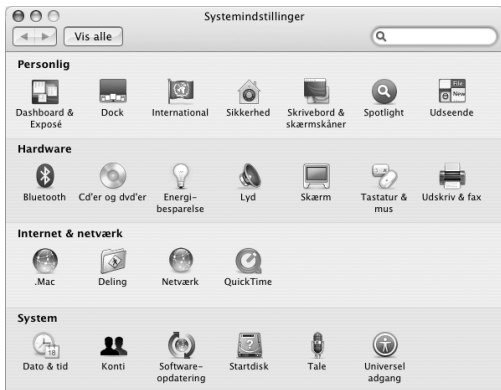 Systemindstillinger
Vis alle
Personlig
Dashboard & Exposé
Dock
International
Sikkerhed
Skrivebord & skærmskåner
Spotlight
Udseende
Hardware
Bluetooth
Cd'er og dvd'er
Energi-
besparelse
Lyd
Skærm
Tastatur & mus
Udskriv & fax
Internet & netværk
.Mac
Deling
Netværk
QuickTime
System
Dato & tid
Konti
Software-
opdatering
Startdisk
Tale
Universel adgang